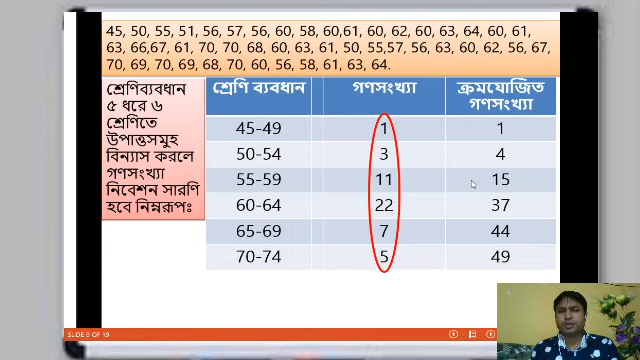 45, 50, 55, 51, 56, 57, 56, 60, 58, 60,61, 60, 62, 60, 63, 64, 60, 61,
63, 66,67, 61, 70, 70, 68, 60, 63, 61, 50, 55,57, 56, 63, 60, 62, 56, 67,
70, 69, 70, 69, 68, 70, 60, 56, 58, 61, 63, 64.
শ্রেণিব্যবধান
৫ ধরে ৬
শ্রেণিতে
উপাত্তসমুহ
বিন্যাস করলে
গণসংখ্যা
নিবেশন সারণি
হবে নিম্নরূপঃ
শ্রেণি ব্যবধান গণসংখ্যা ক্রমযোজিত
গণসংখ্যা
45-49 1 1
50-54 3 4
55-59 11 15
60-64 22 37
65-69 7 44
70-74 5 49
SLIDE 9 OF 19